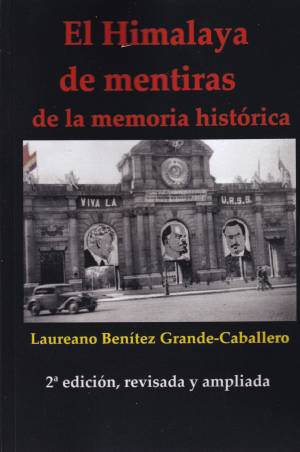 El Himalaya
de mentiras
de la memoria histórica
VIVA LA U.R.S.S.
Laureano Benítez Grande-Caballero
2ª edición, revisada y ampliada